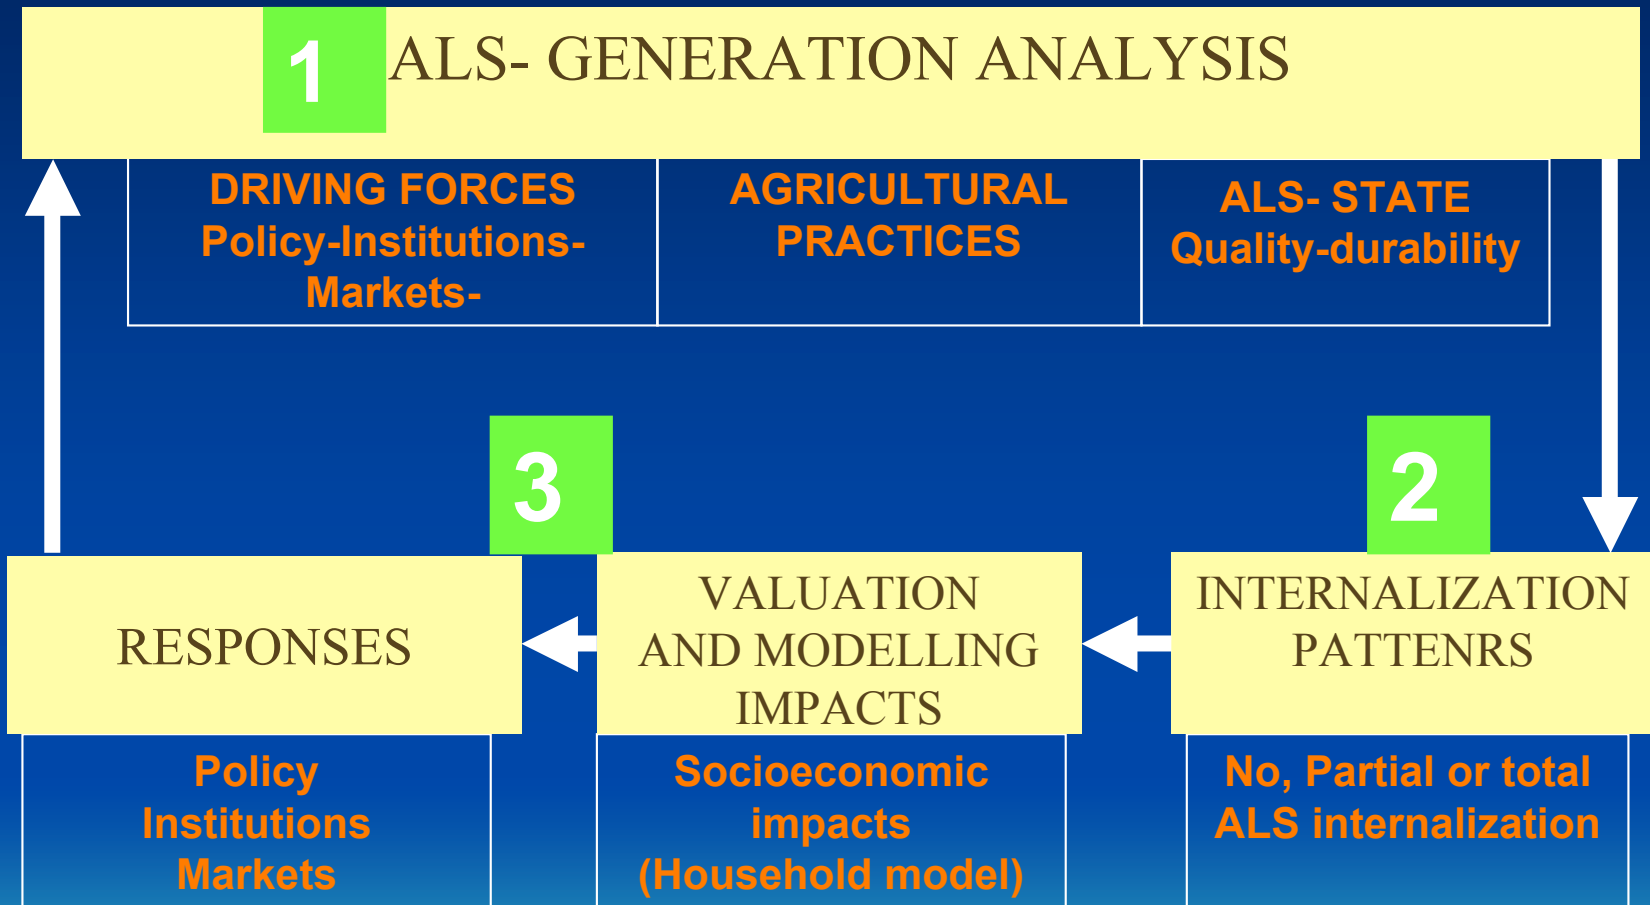 1
ALS- GENERATION ANALYSIS
DRIVING FORCES
Policy-Institutions-
Markets-
AGRICULTURAL
PRACTICES
ALS- STATE
Quality-durability
3
2
RESPONSES
VALUATION
AND MODELLING
IMPACTS
INTERNALIZATION
PATTENRS
Policy
Institutions
Markets
Socioeconomic
impacts
(Household model)
No, Partial or total
ALS internalization